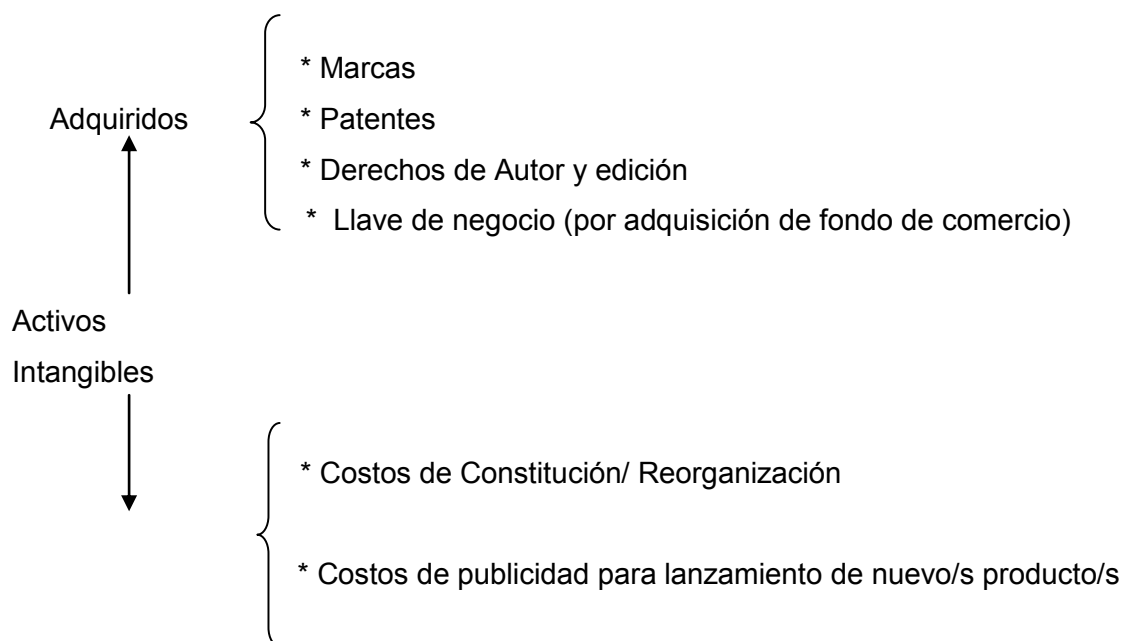 * Marcas
Adquiridos * Patentes
* Derechos de Autor y edición
* Llave de negocio (por adquisición de fondo de comercio)
Activos
Intangibles
* Costos de Constitución/ Reorganización
* Costos de publicidad para lanzamiento de nuevo/s producto/s